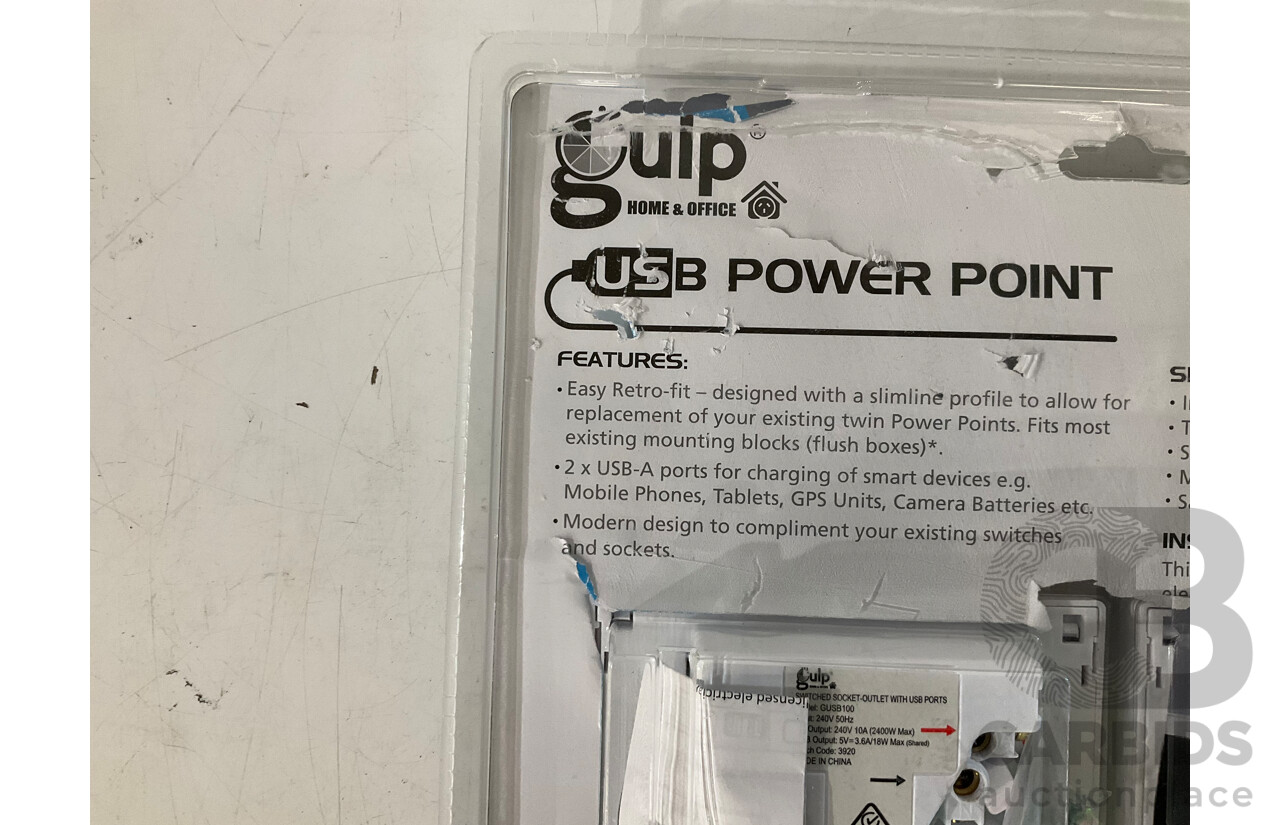 gulp®
HOME & OFFICE
USB POWER POINT
FEATURES:
• Easy Retro-fit – designed with a slimline profile to allow for
replacement of your existing twin Power Points. Fits most
existing mounting blocks (flush boxes)*.
• 2 x USB-A ports for charging of smart devices e.g.
Mobile Phones, Tablets, GPS Units, Camera Batteries etc.
• Modern design to compliment your existing switches
and sockets.
licensed electric
gulp
SWITCHED SOCKET-OUTLET WITH USB PORTS
GUSB100
240V 50Hz
Output: 240V 10A (2400W Max)
Output: 5V⎓3.6A/18W Max (Shared)
Code: 3920
CHINA
CARBIDS
auctionplace